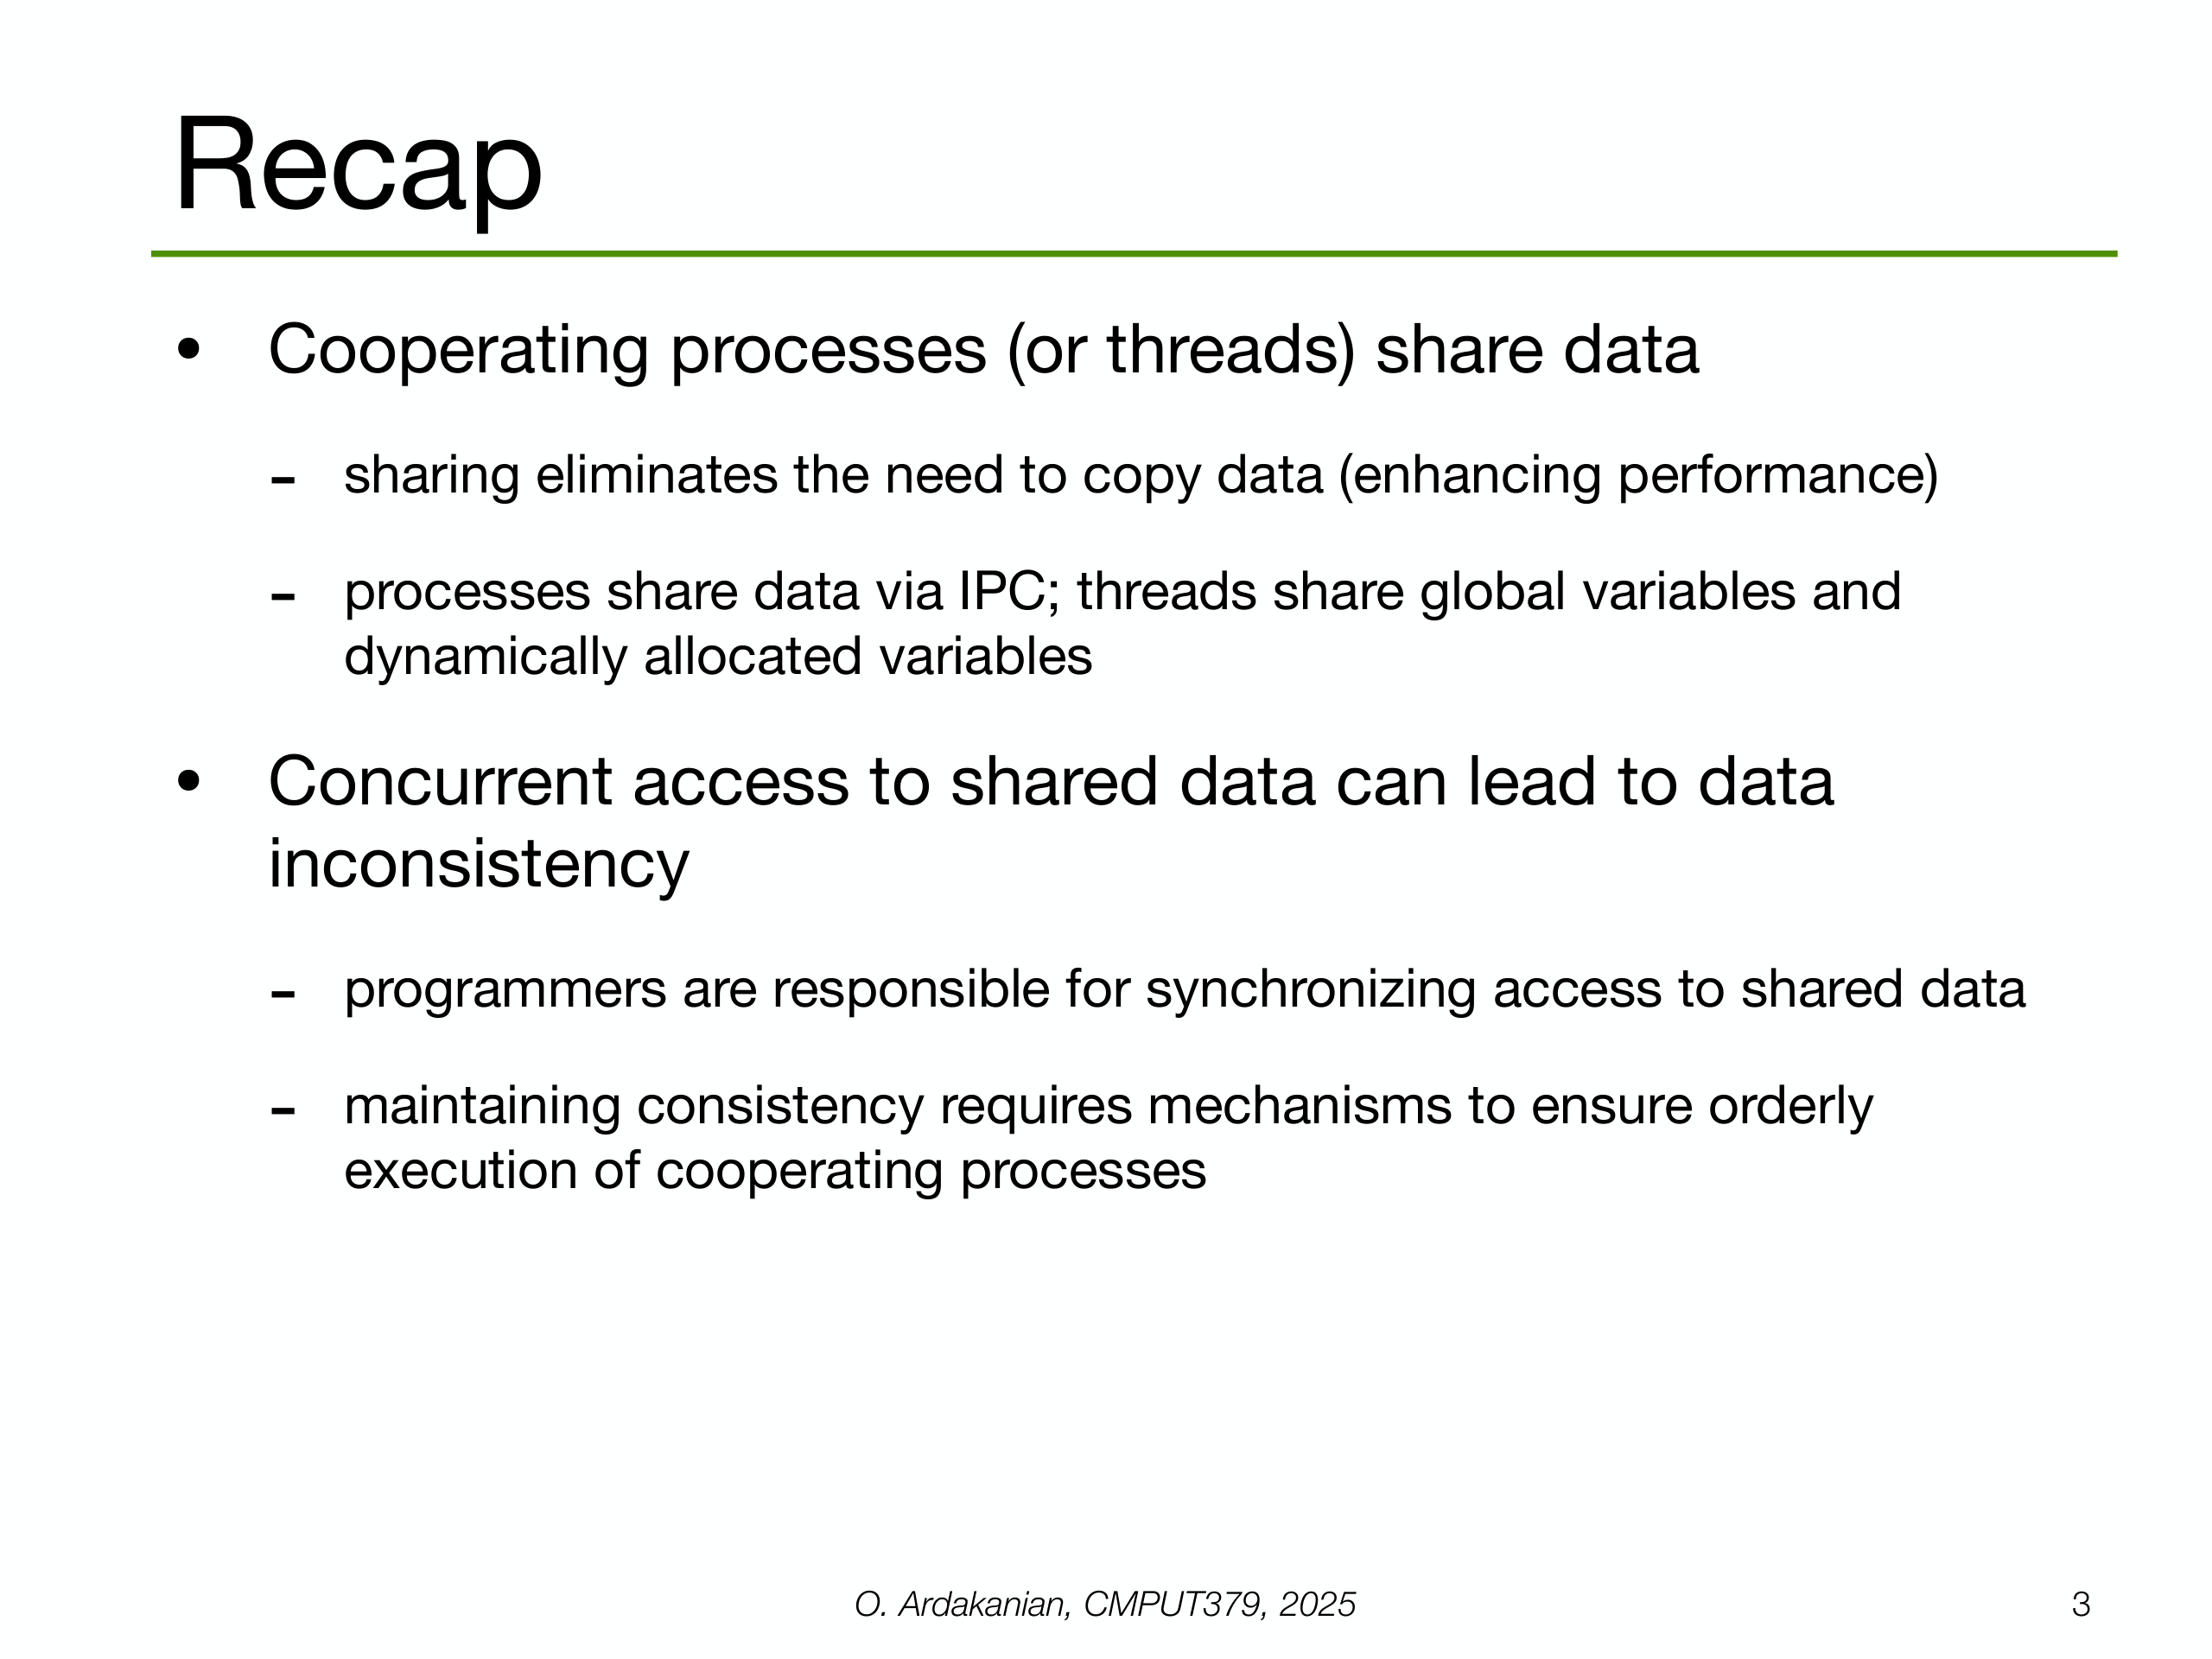 Recap
• Cooperating processes (or threads) share data
- sharing eliminates the need to copy data (enhancing performance)
- processes share data via IPC; threads share global variables and
dynamically allocated variables
• Concurrent access to shared data can lead to data
inconsistency
- programmers are responsible for synchronizing access to shared data
- maintaining consistency requires mechanisms to ensure orderly
execution of cooperating processes
O. Ardakanian, CMPUT379, 2025
3